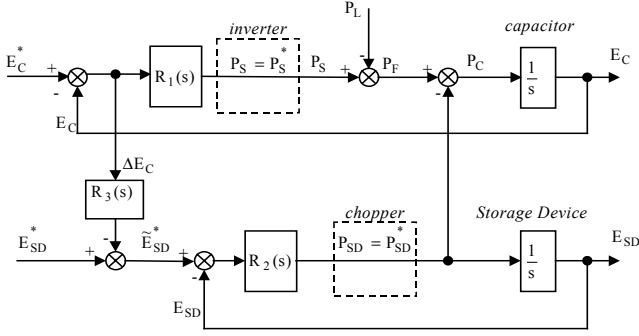 inverter
P_L
capacitor
E_C^*
+
-
R_1(s)
P_S = P_S^*
P_S
+
-
P_F
+
-
P_C
1
s
E_C
E_C
ΔE_C
R_3(s)
chopper
Storage Device
E_SD^*
+
-
Ẽ_SD^*
+
-
R_2(s)
P_SD = P_SD^*
1
s
E_SD
E_SD